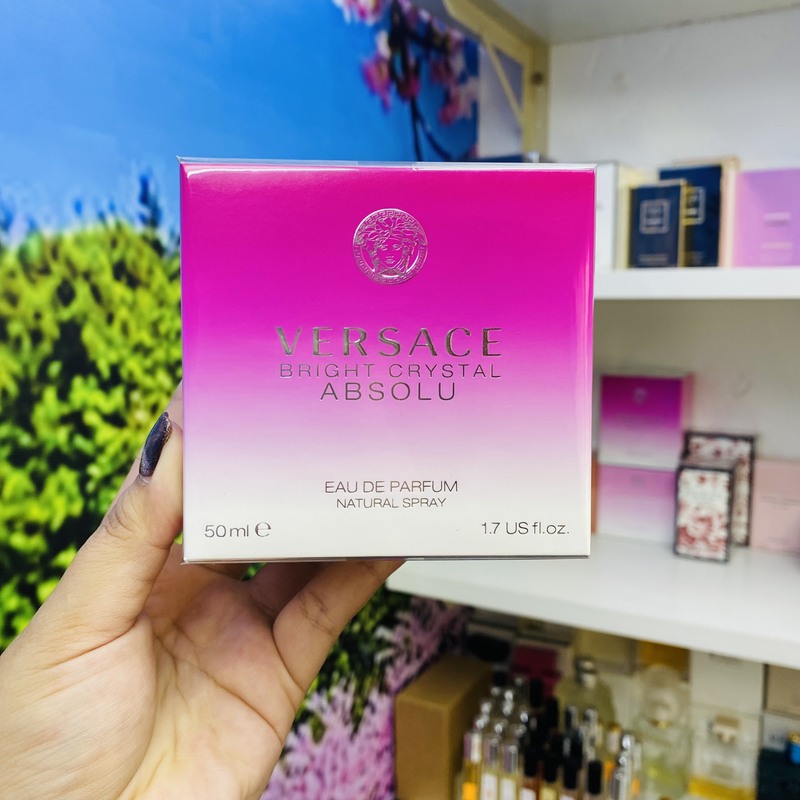 VERSACE
BRIGHT CRYSTAL
ABSOLU
EAU DE PARFUM
NATURAL SPRAY
50 ml ℮
1.7 US fl.oz.